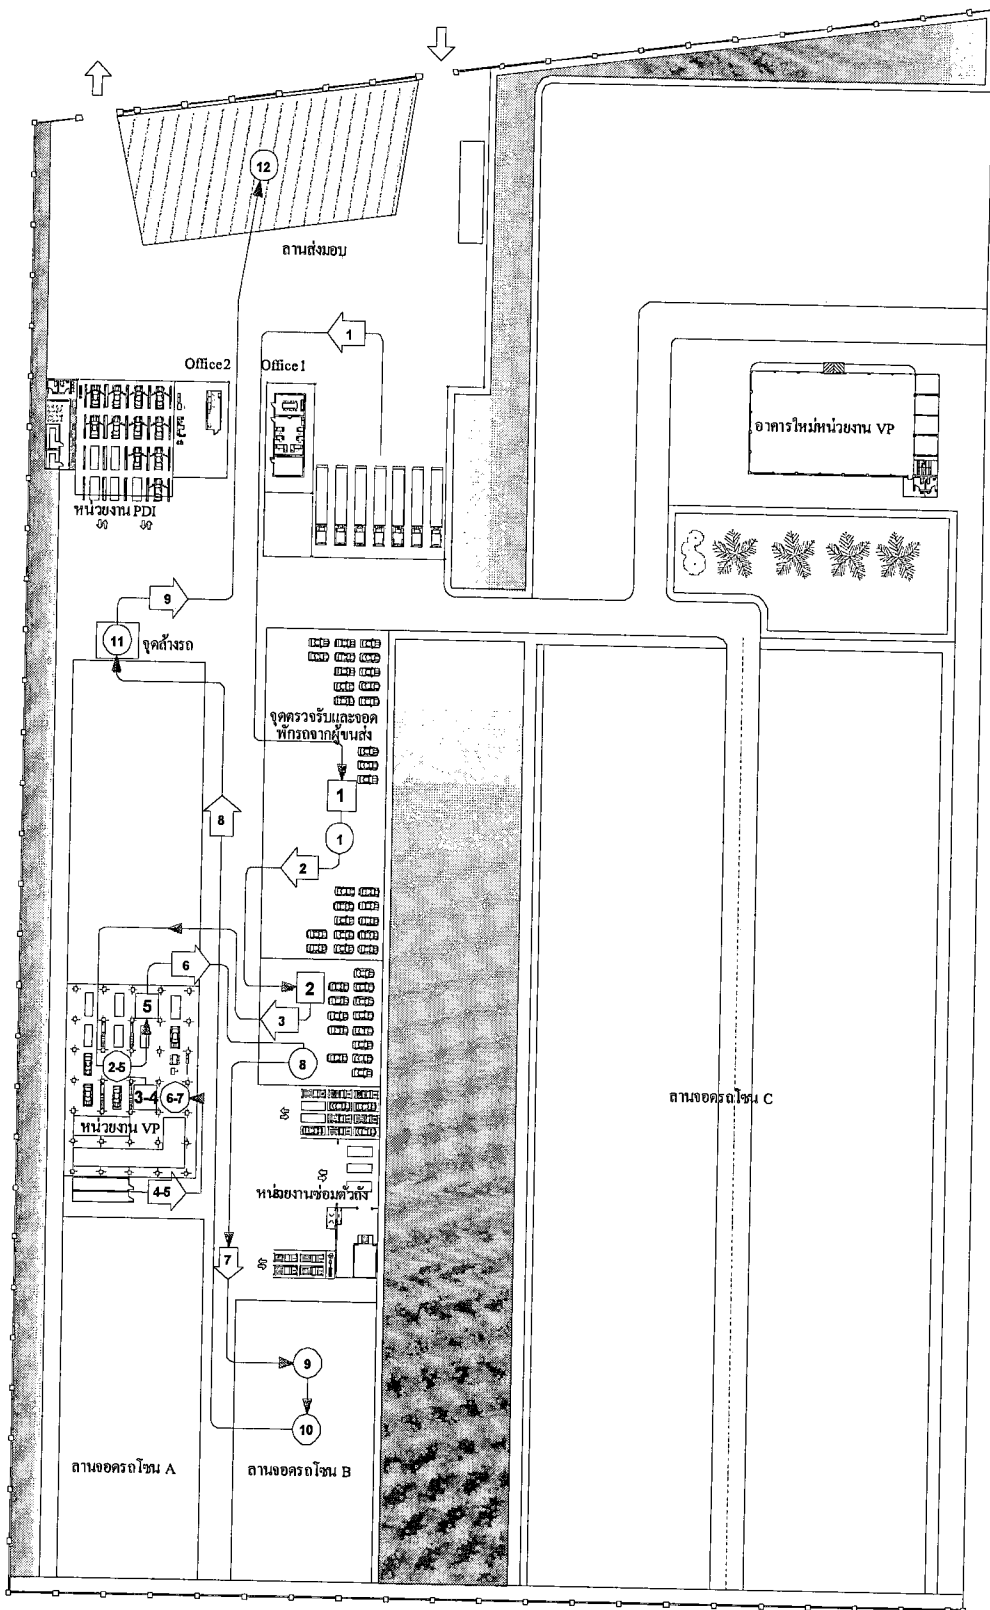 12
ลานส่งมอบ
1
Office2
Office1
อาคารใหม่หน่วยงาน VP
หน่วยงาน PDI
9
11
จุดล้างรถ
จุดตรวจรับและจอด
พักรถจากผู้ขนส่ง
1
8
1
2
6
2
5
3
8
2-5
3-4
6-7
ลานจอดรถโซน C
หน่วยงาน VP
4-5
หน่วยงานซ่อมตัวถัง
7
9
10
ลานจอดรถโซน A
ลานจอดรถโซน B